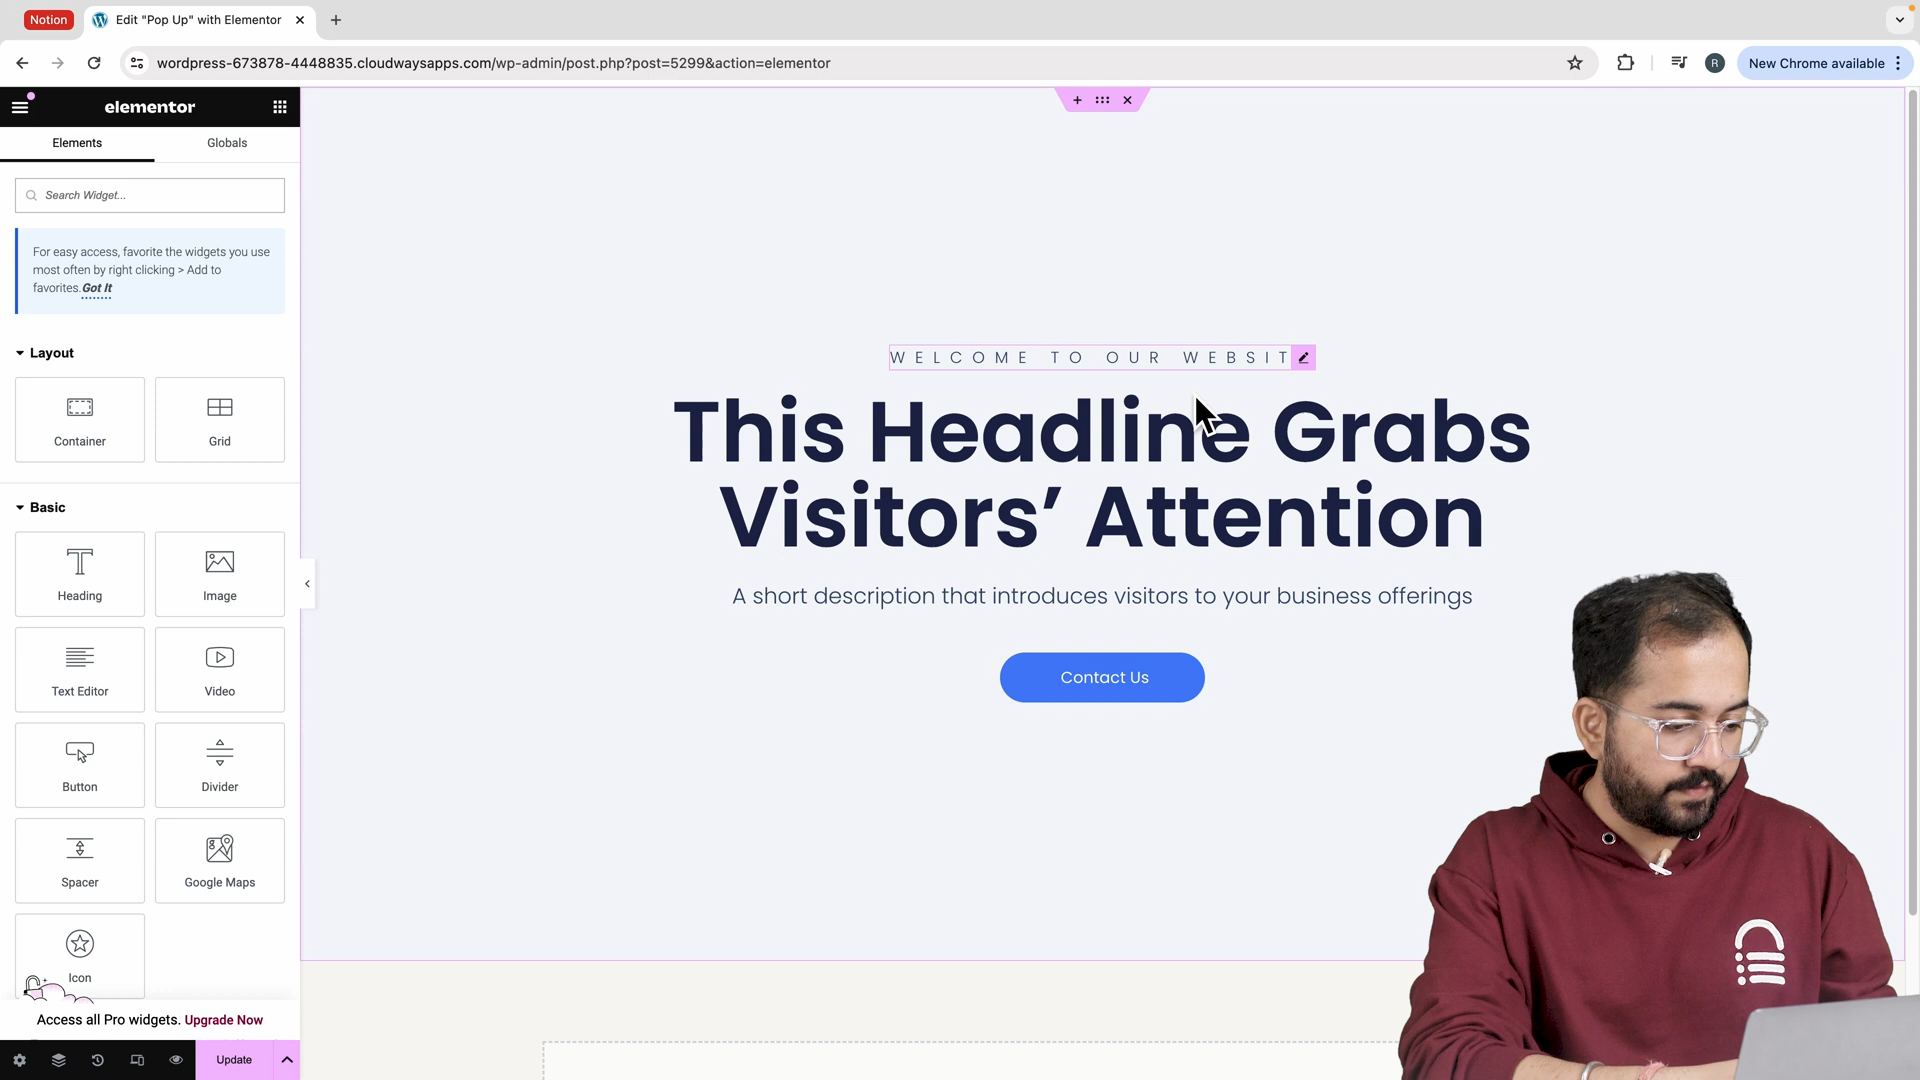 Notion
Edit "Pop Up" with Elementor
wordpress-673878-4448835.cloudwaysapps.com/wp-admin/post.php?post=5299&action=elementor
R
New Chrome available
elementor
Elements
Globals
Search Widget...
For easy access, favorite the widgets you use
most often by right clicking > Add to
favorites. Got It
Layout
Container
Grid
Basic
Heading
Image
Text Editor
Video
Button
Divider
Spacer
Google Maps
Icon
Access all Pro widgets. Upgrade Now
Update
WELCOME TO OUR WEBSIT
This Headline Grabs
Visitors’ Attention
A short description that introduces visitors to your business offerings
Contact Us